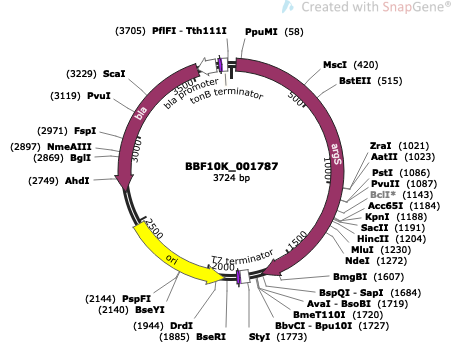 Created with SnapGene®
(3705) PflFI - Tth111I
PpuMI (58)
MscI (420)
BstEII (515)
(3229) ScaI
(3119) PvuI
(2971) FspI
(2897) NmeAIII
(2869) BglI
(2749) AhdI
bla promoter
tonB terminator
bla
argS
3500
500
3000
1000
2500
1500
2000
BBF10K_001787
3724 bp
ZraI (1021)
AatII (1023)
PstI (1086)
PvuII (1087)
BclI* (1143)
Acc65I (1184)
KpnI (1188)
SacII (1191)
HincII (1204)
MluI (1230)
NdeI (1272)
BmgBI (1607)
BspQI - SapI (1684)
AvaI - BsoBI (1719)
BmeT110I (1720)
BbvCI - Bpu10I (1727)
StyI (1773)
T7 terminator
ori
(2144) PspFI
(2140) BseYI
(1944) DrdI
(1885) BseRI